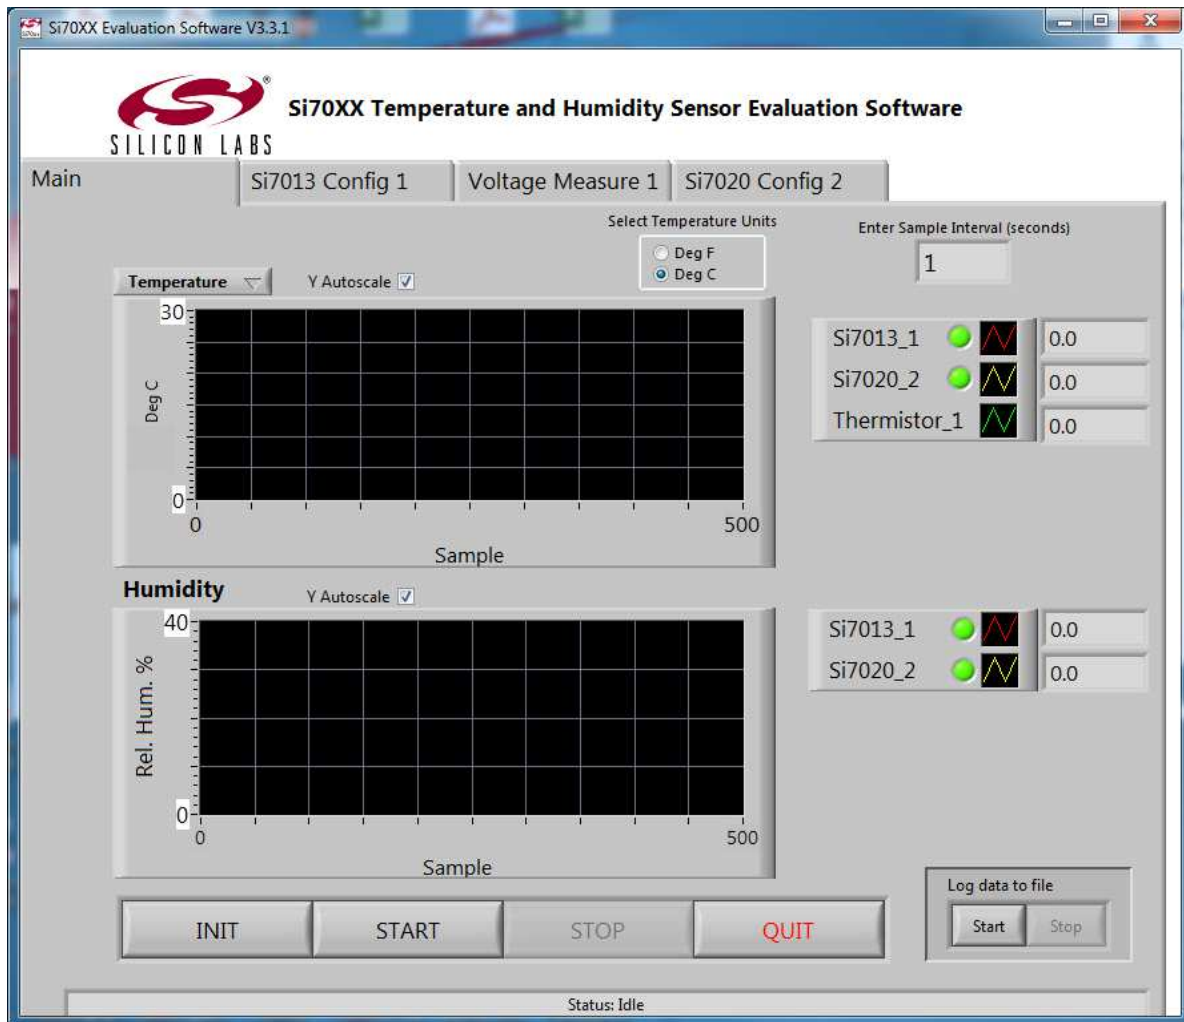 Si70XX Evaluation Software V3.3.1
Si70XX Temperature and Humidity Sensor Evaluation Software
SILICON LABS
®
Main
Si7013 Config 1
Voltage Measure 1
Si7020 Config 2
Select Temperature Units
Deg F
Deg C
Enter Sample Interval (seconds)
1
Temperature
Y Autoscale
30
Deg C
0
0
500
Sample
Si7013_1
0.0
Si7020_2
0.0
Thermistor_1
0.0
Humidity
Y Autoscale
40
Rel. Hum. %
0
0
500
Sample
Si7013_1
0.0
Si7020_2
0.0
INIT
START
STOP
QUIT
Log data to file
Start
Stop
Status: Idle